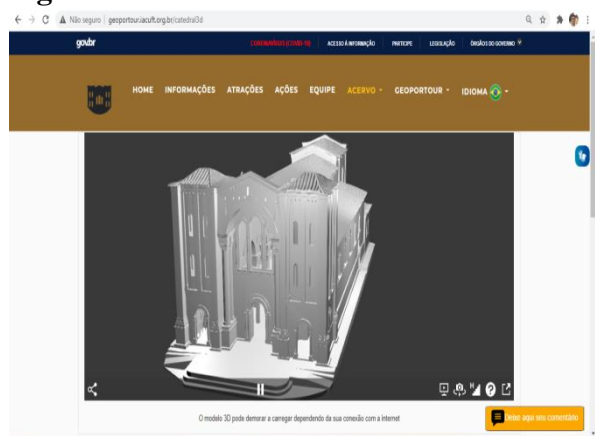 Não seguro | geoportour.iacuft.org.br/catedral3d
govbr
CORONAVÍRUS (COVID-19) ACESSO À INFORMAÇÃO PARTICIPE LEGISLAÇÃO ÓRGÃOS DO GOVERNO
HOME INFORMAÇÕES ATRAÇÕES AÇÕES EQUIPE ACERVO GEOPORTOUR IDIOMA
H
O modelo 3D pode demorar a carregar dependendo da sua conexão com a internet
Deixe aqui seu comentário